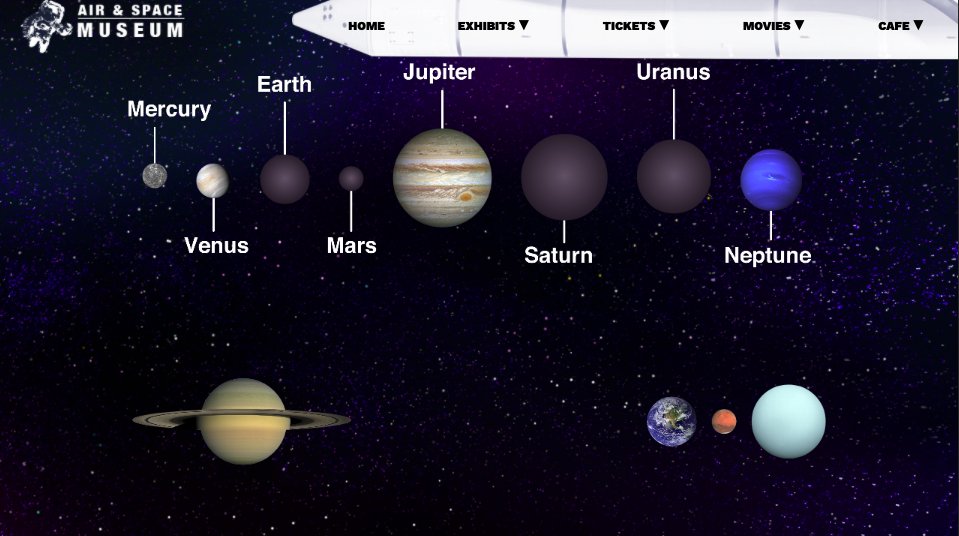 AIR & SPACE
MUSEUM
HOME EXHIBITS ▼ TICKETS ▼ MOVIES ▼ CAFE ▼
Jupiter Uranus
Earth
Mercury
Venus Mars
Saturn Neptune